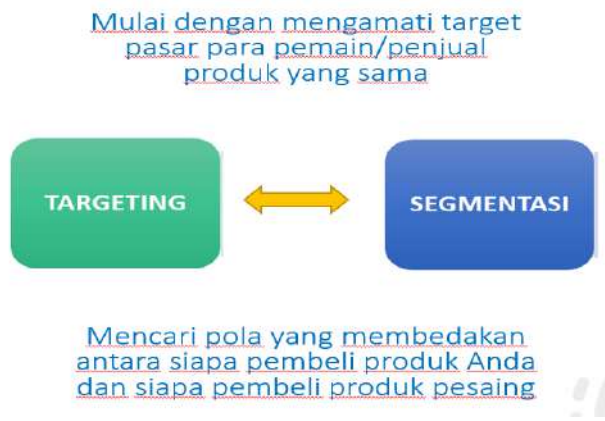 Mulai dengan mengamati target
pasar para pemain/penjual
produk yang sama
TARGETING
SEGMENTASI
Mencari pola yang membedakan
antara siapa pembeli produk Anda
dan siapa pembeli produk pesaing